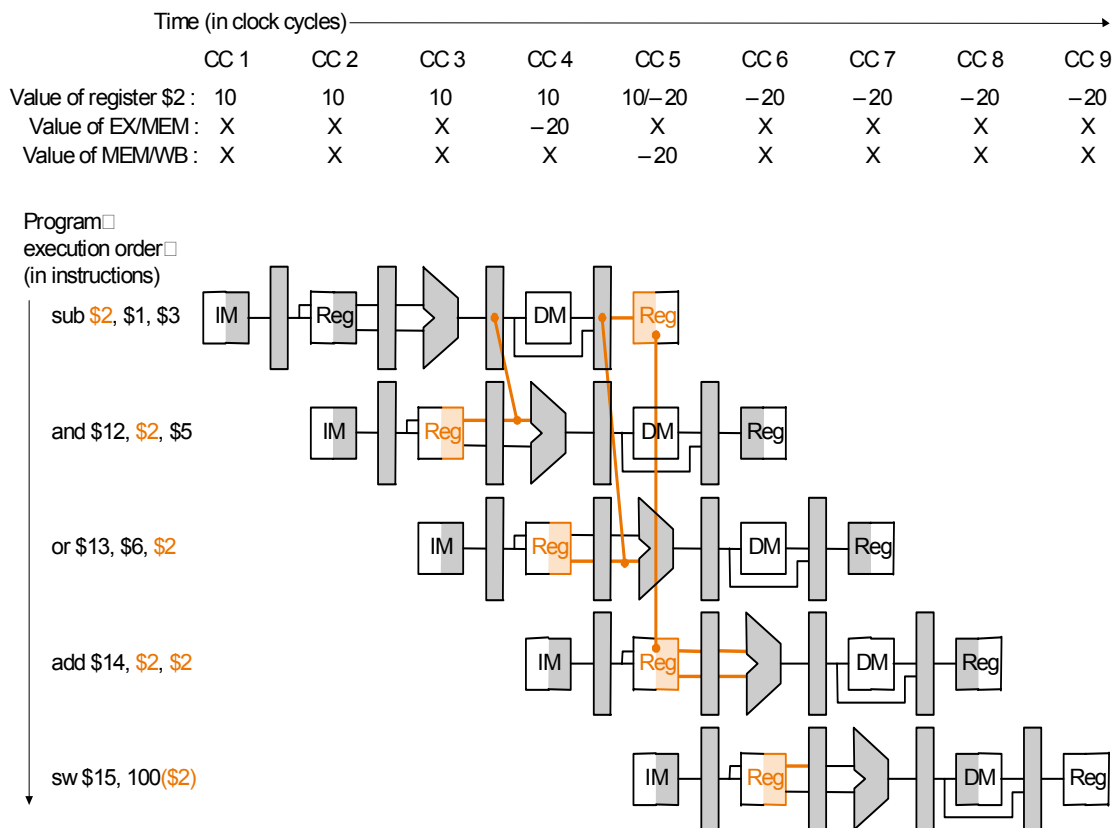 Time (in clock cycles)
CC 1 CC 2 CC 3 CC 4 CC 5 CC 6 CC 7 CC 8 CC 9
Value of register $2 : 10 10 10 10 10/–20 –20 –20 –20 –20
Value of EX/MEM : X X X –20 X X X X X
Value of MEM/WB : X X X X –20 X X X X
Program□
execution order□
(in instructions)
sub $2, $1, $3 IM Reg DM Reg
and $12, $2, $5 IM Reg DM Reg
or $13, $6, $2 IM Reg DM Reg
add $14, $2, $2 IM Reg DM Reg
sw $15, 100($2) IM Reg DM Reg